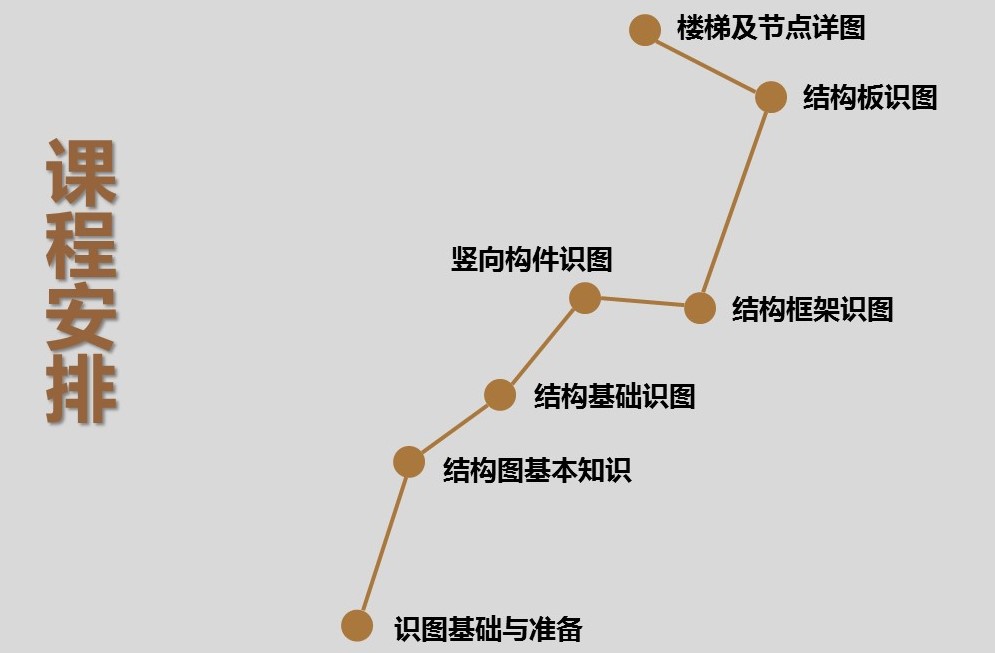 课程安排
楼梯及节点详图
结构板识图
竖向构件识图
结构框架识图
结构基础识图
结构图基本知识
识图基础与准备